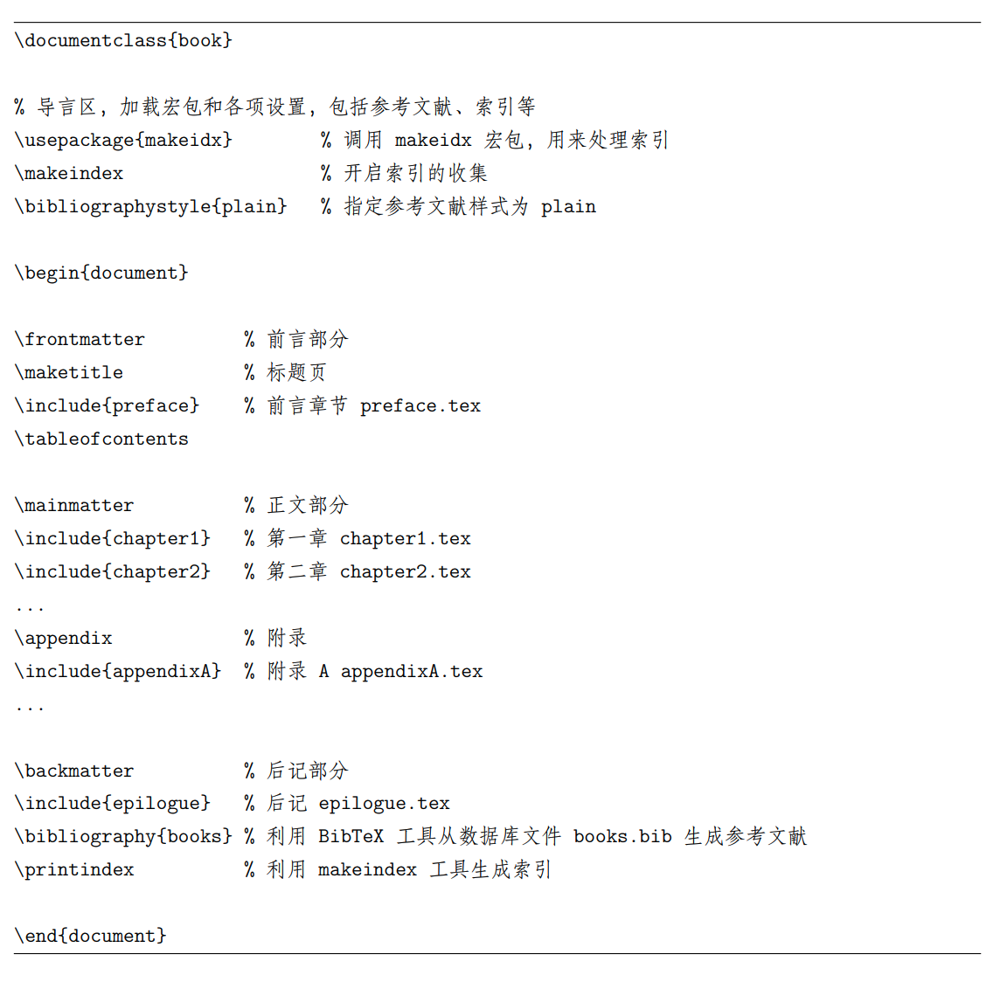 \documentclass{book}
% 导言区，加载宏包和各项设置，包括参考文献、索引等
\usepackage{makeidx} % 调用 makeidx 宏包，用来处理索引
\makeindex % 开启索引的收集
\bibliographystyle{plain} % 指定参考文献样式为 plain
\begin{document}
\frontmatter % 前言部分
\maketitle % 标题页
\include{preface} % 前言章节 preface.tex
\tableofcontents
\mainmatter % 正文部分
\include{chapter1} % 第一章 chapter1.tex
\include{chapter2} % 第二章 chapter2.tex
...
\appendix % 附录
\include{appendixA} % 附录 A appendixA.tex
...
\backmatter % 后记部分
\include{epilogue} % 后记 epilogue.tex
\bibliography{books} % 利用 BibTeX 工具从数据库文件 books.bib 生成参考文献
\printindex % 利用 makeindex 工具生成索引
\end{document}